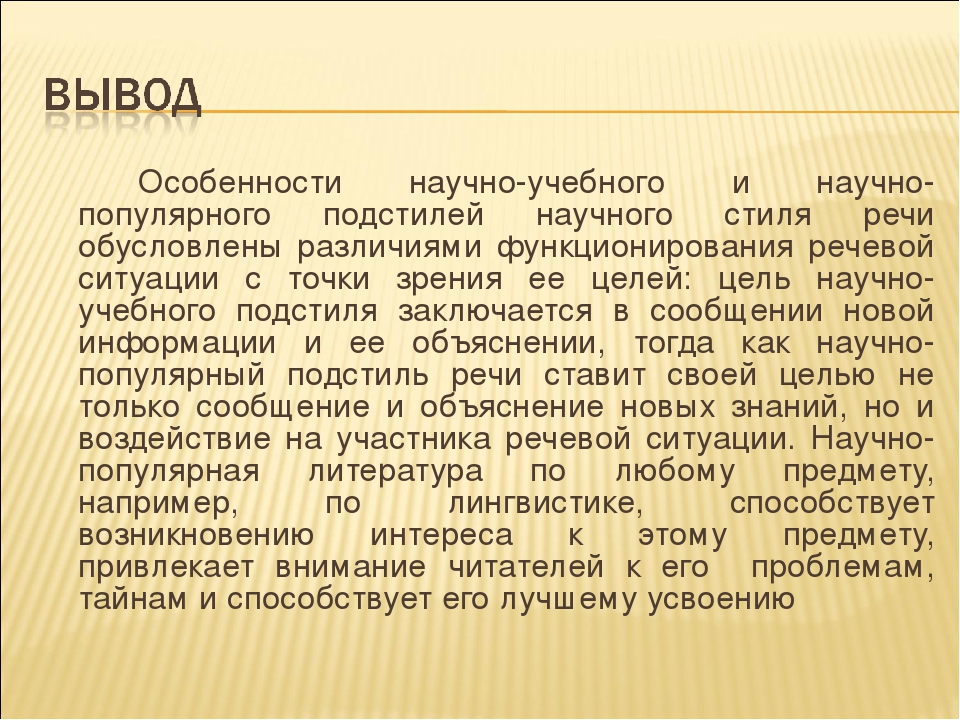 ВЫВОД
Особенности научно-учебного и научно-
популярного подстилей научного стиля речи
обусловлены различиями функционирования речевой
ситуации с точки зрения ее целей: цель научно-
учебного подстиля заключается в сообщении новой
информации и ее объяснении, тогда как научно-
популярный подстиль речи ставит своей целью не
только сообщение и объяснение новых знаний, но и
воздействие на участника речевой ситуации. Научно-
популярная литература по любому предмету,
например, по лингвистике, способствует
возникновению интереса к этому предмету,
привлекает внимание читателей к его проблемам,
тайнам и способствует его лучшему усвоению